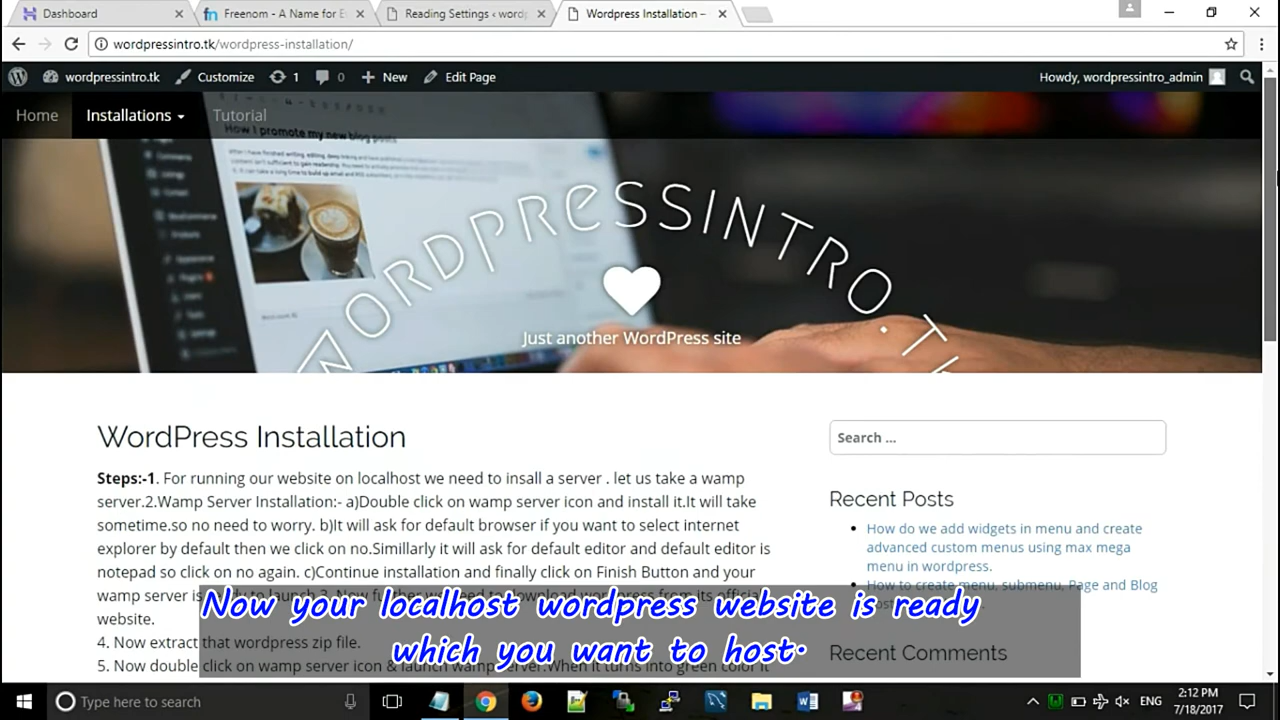 Dashboard
Freenom - A Name for E
Reading Settings ‹ wordp
Wordpress Installation –
wordpressintro.tk/wordpress-installation/
wordpressintro.tk
Customize
1
0
New
Edit Page
Howdy, wordpressintro_admin
Home
Installations
Tutorial
How I promote my new blog posts
WORDPRESSINTRO.T
Just another WordPress site
WordPress Installation
Steps:-1. For running our website on localhost we need to insall a server . let us take a wamp
server.2.Wamp Server Installation:- a)Double click on wamp server icon and install it.It will take
sometime.so no need to worry. b)It will ask for default browser if you want to select internet
explorer by default then we click on no.Simillarly it will ask for default editor and default editor is
notepad so click on no again. c)Continue installation and finally click on Finish Button and your
wamp server is
website.
4. Now extract that wordpress zip file.
5. Now double click on wamp server icon & launch wamp server.When it turns into green color it
Search ...
Recent Posts
How do we add widgets in menu and create
advanced custom menus using max mega
menu in wordpress.
How to create menu, submenu, Page and Blog
Recent Comments
Now your localhost wordpress website is ready
which you want to host.
Type here to search
ENG
2:12 PM
7/18/2017